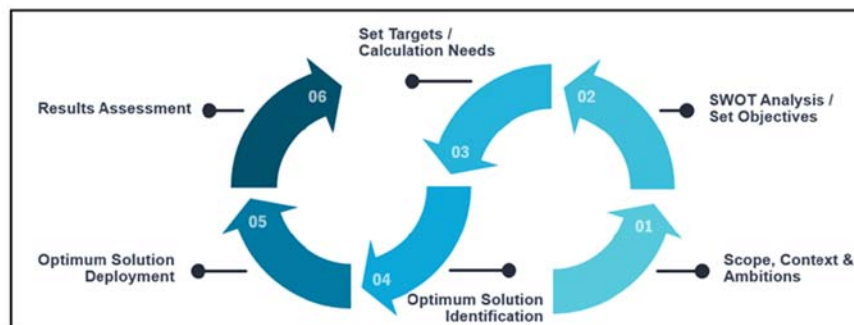 Set Targets /
Calculation Needs
06
02
Results Assessment
SWOT Analysis /
Set Objectives
03
05
01
Optimum Solution
Deployment
04
Scope, Context &
Ambitions
Optimum Solution
Identification